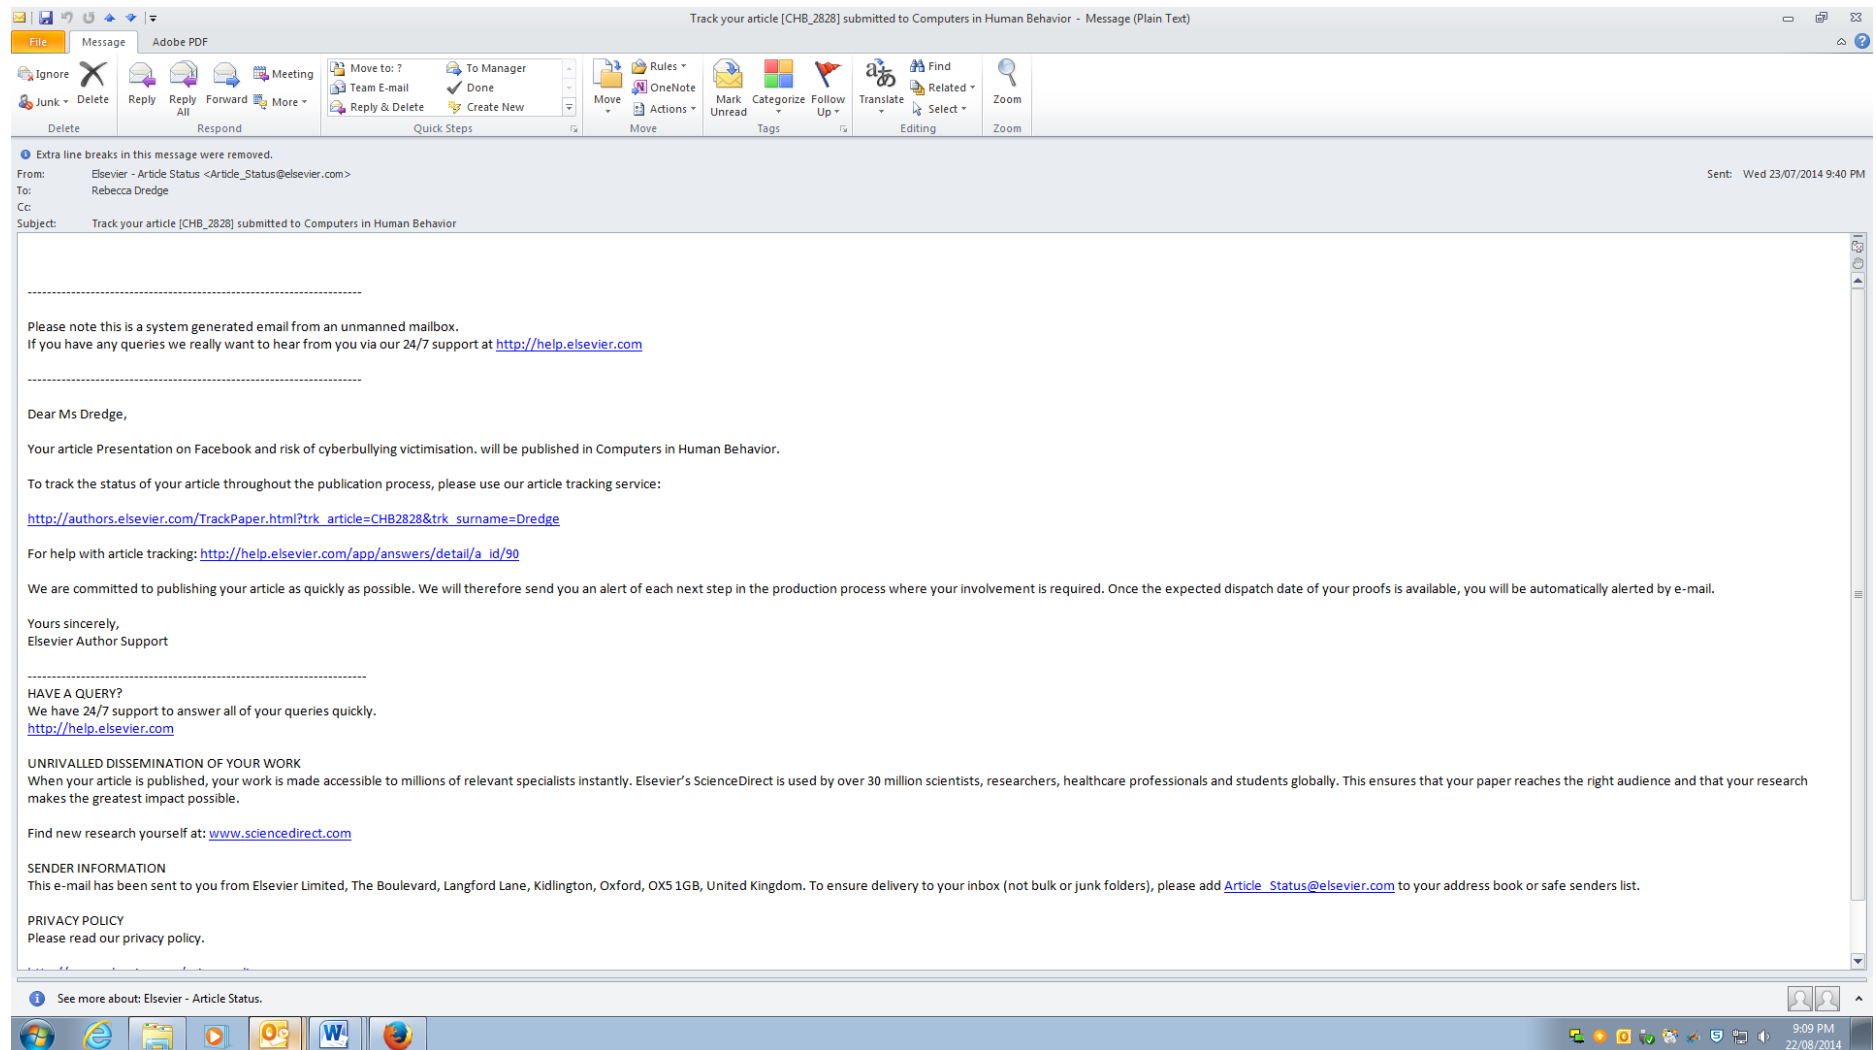 Track your article [CHB_2828] submitted to Computers in Human Behavior - Message (Plain Text)
File Message Adobe PDF
Ignore
Junk
Delete
Reply
Reply All
Forward
Meeting
More
Move to: ?
Team E-mail
Reply & Delete
To Manager
Done
Create New
Move
Rules
OneNote
Actions
Mark Unread
Categorize
Follow Up
Translate
Find
Related
Select
Zoom
Delete Respond Quick Steps Move Tags Editing Zoom
Extra line breaks in this message were removed.
From: Elsevier - Article Status <Article_Status@elsevier.com> Sent: Wed 23/07/2014 9:40 PM
To: Rebecca Dredge
Cc:
Subject: Track your article [CHB_2828] submitted to Computers in Human Behavior
---------------------------------------------------------------------
Please note this is a system generated email from an unmanned mailbox.
If you have any queries we really want to hear from you via our 24/7 support at http://help.elsevier.com
---------------------------------------------------------------------
Dear Ms Dredge,
Your article Presentation on Facebook and risk of cyberbullying victimisation. will be published in Computers in Human Behavior.
To track the status of your article throughout the publication process, please use our article tracking service:
http://authors.elsevier.com/TrackPaper.html?trk_article=CHB2828&trk_surname=Dredge
For help with article tracking: http://help.elsevier.com/app/answers/detail/a_id/90
We are committed to publishing your article as quickly as possible. We will therefore send you an alert of each next step in the production process where your involvement is required. Once the expected dispatch date of your proofs is available, you will be automatically alerted by e-mail.
Yours sincerely,
Elsevier Author Support
----------------------------------------------------------------------
HAVE A QUERY?
We have 24/7 support to answer all of your queries quickly.
http://help.elsevier.com
UNRIVALLED DISSEMINATION OF YOUR WORK
When your article is published, your work is made accessible to millions of relevant specialists instantly. Elsevier's ScienceDirect is used by over 30 million scientists, researchers, healthcare professionals and students globally. This ensures that your paper reaches the right audience and that your research
makes the greatest impact possible.
Find new research yourself at: www.sciencedirect.com
SENDER INFORMATION
This e-mail has been sent to you from Elsevier Limited, The Boulevard, Langford Lane, Kidlington, Oxford, OX5 1GB, United Kingdom. To ensure delivery to your inbox (not bulk or junk folders), please add Article_Status@elsevier.com to your address book or safe senders list.
PRIVACY POLICY
Please read our privacy policy.
See more about: Elsevier - Article Status.
9:09 PM
22/08/2014